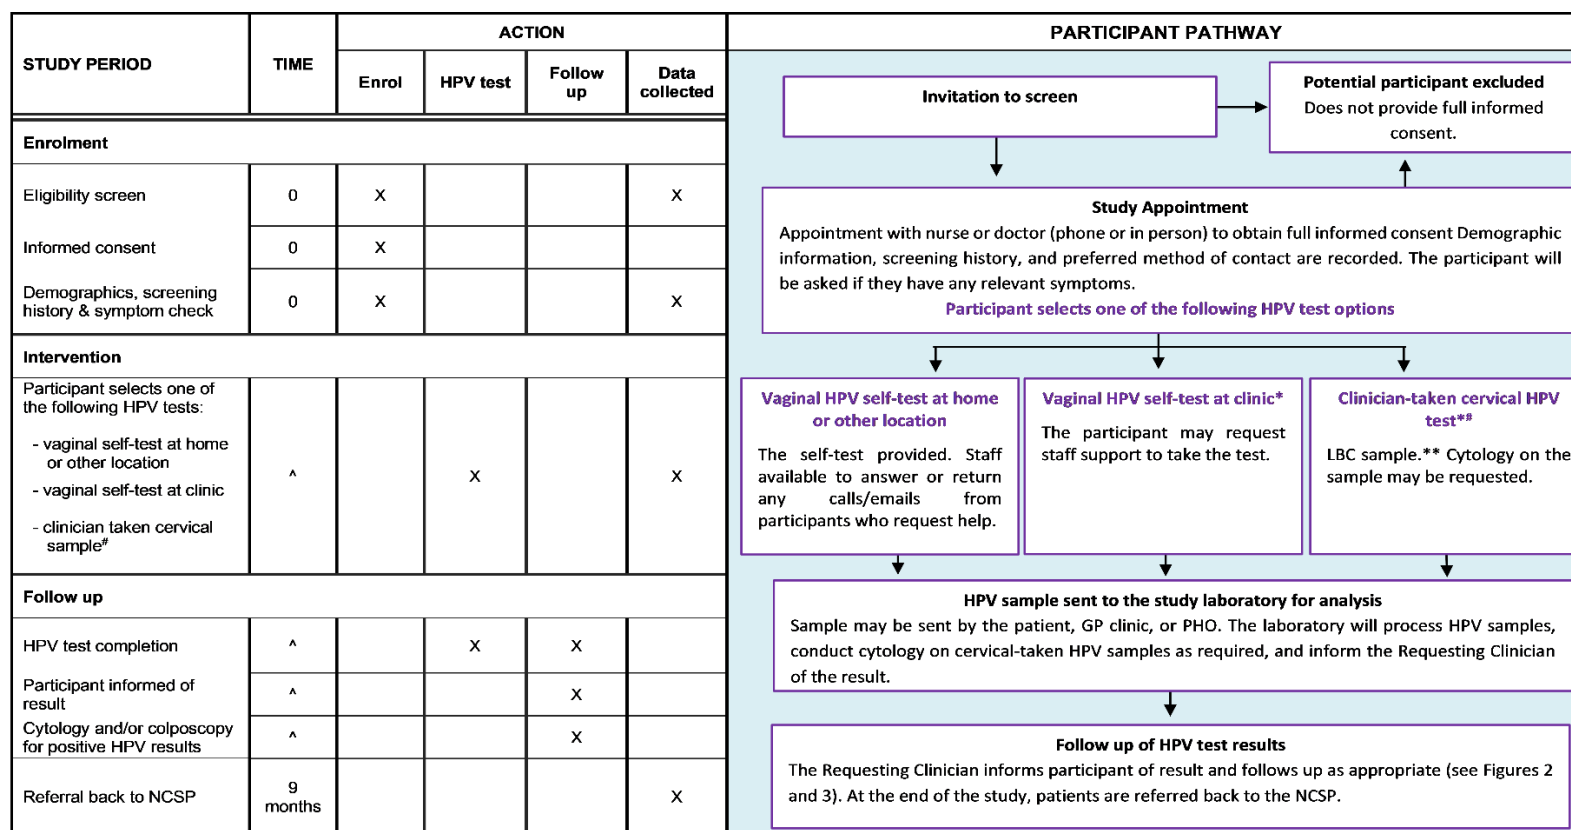 STUDY PERIOD
TIME
ACTION
Enrol
HPV test
Follow
up
Data
collected
Enrolment
Eligibility screen
0
X
X
Informed consent
0
X
Demographics, screening
history & symptom check
0
X
X
Intervention
Participant selects one of
the following HPV tests:
- vaginal self-test at home
or other location
- vaginal self-test at clinic
- clinician taken cervical
sample#
^
X
X
Follow up
HPV test completion
^
X
X
Participant informed of
result
^
X
Cytology and/or colposcopy
for positive HPV results
^
X
Referral back to NCSP
9
months
X
PARTICIPANT PATHWAY
Invitation to screen
Potential participant excluded
Does not provide full informed
consent.
Study Appointment
Appointment with nurse or doctor (phone or in person) to obtain full informed consent Demographic
information, screening history, and preferred method of contact are recorded. The participant will
be asked if they have any relevant symptoms.
Participant selects one of the following HPV test options
Vaginal HPV self-test at home
or other location
The self-test provided. Staff
available to answer or return
any calls/emails from
participants who request help.
Vaginal HPV self-test at clinic*
The participant may request
staff support to take the test.
Clinician-taken cervical HPV
test*#
LBC sample.** Cytology on the
sample may be requested.
HPV sample sent to the study laboratory for analysis
Sample may be sent by the patient, GP clinic, or PHO. The laboratory will process HPV samples,
conduct cytology on cervical-taken HPV samples as required, and inform the Requesting Clinician
of the result.
Follow up of HPV test results
The Requesting Clinician informs participant of result and follows up as appropriate (see Figures 2
and 3). At the end of the study, patients are referred back to the NCSP.